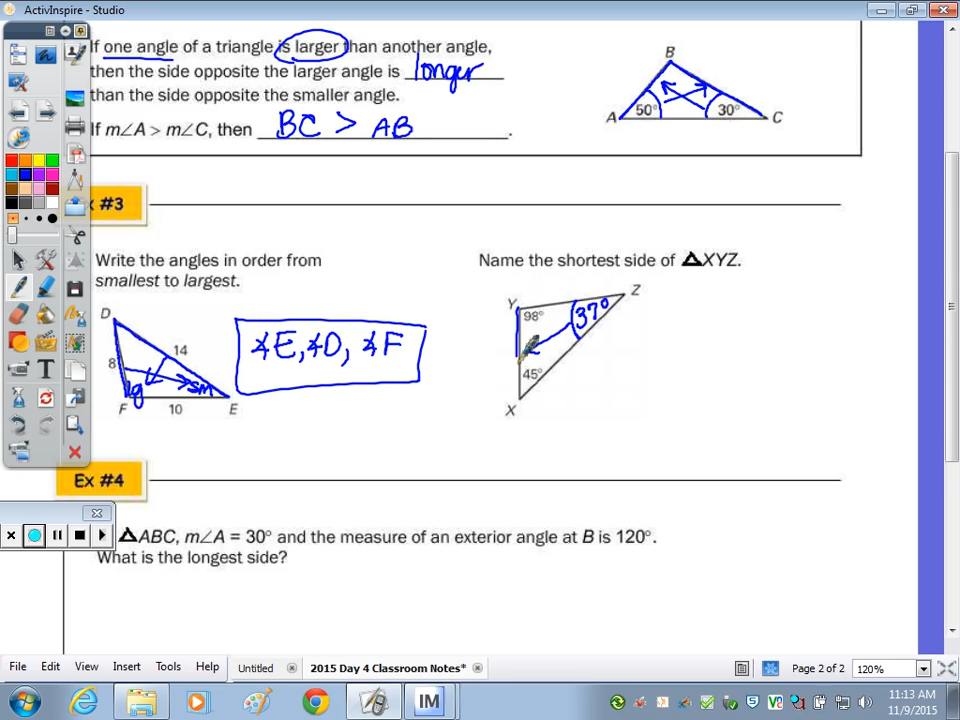 ActivInspire - Studio
If one angle of a triangle is larger than another angle,
then the side opposite the larger angle is longer
than the side opposite the smaller angle.
If m∠A > m∠C, then BC > AB .
B
50° 30°
A C
#3
Write the angles in order from
smallest to largest.
Name the shortest side of △XYZ.
D
14
8
lg sm
F 10 E
∡E, ∡D, ∡F
Y Z
98° 37°
45°
X
Ex #4
△ABC, m∠A = 30° and the measure of an exterior angle at B is 120°.
What is the longest side?
File Edit View Insert Tools Help Untitled 2015 Day 4 Classroom Notes* Page 2 of 2 120%
IM 11:13 AM
11/9/2015